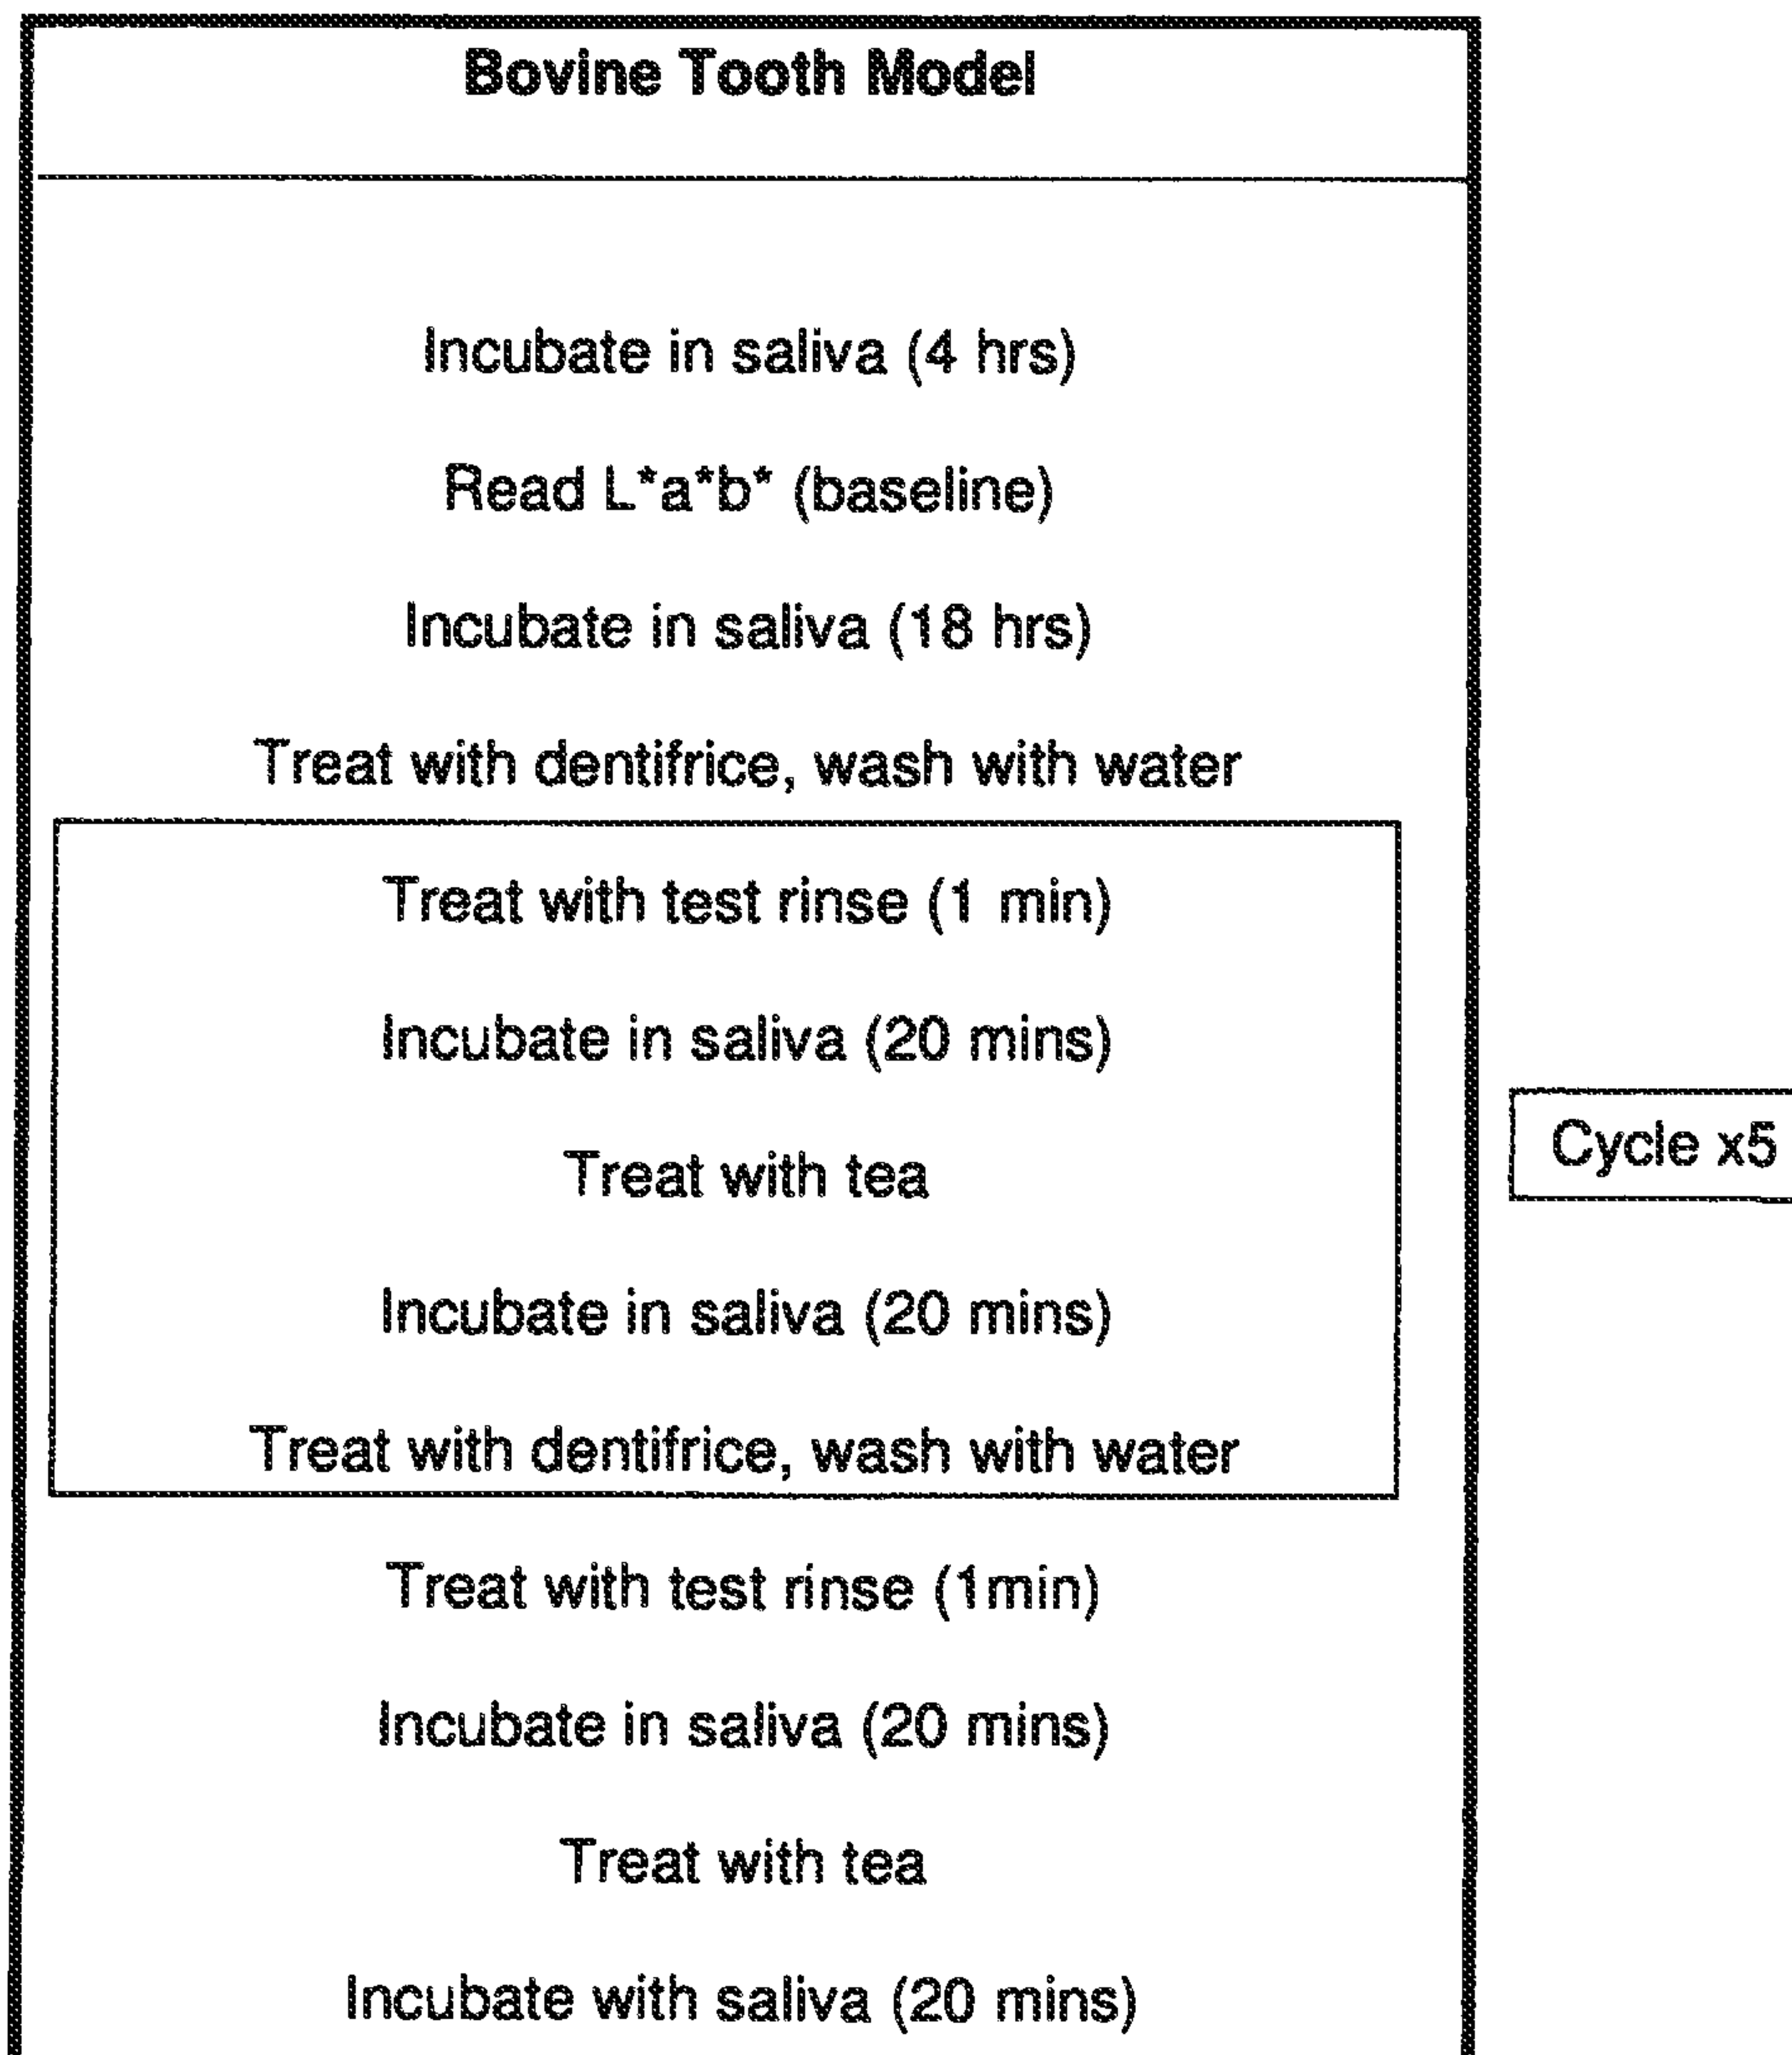 Bovine Tooth Model
Incubate in saliva (4 hrs)
Read L*a*b* (baseline)
Incubate in saliva (18 hrs)
Treat with dentifrice, wash with water
Treat with test rinse (1 min)
Incubate in saliva (20 mins)
Treat with tea
Incubate in saliva (20 mins)
Treat with dentifrice, wash with water
Cycle x5
Treat with test rinse (1min)
Incubate in saliva (20 mins)
Treat with tea
Incubate with saliva (20 mins)